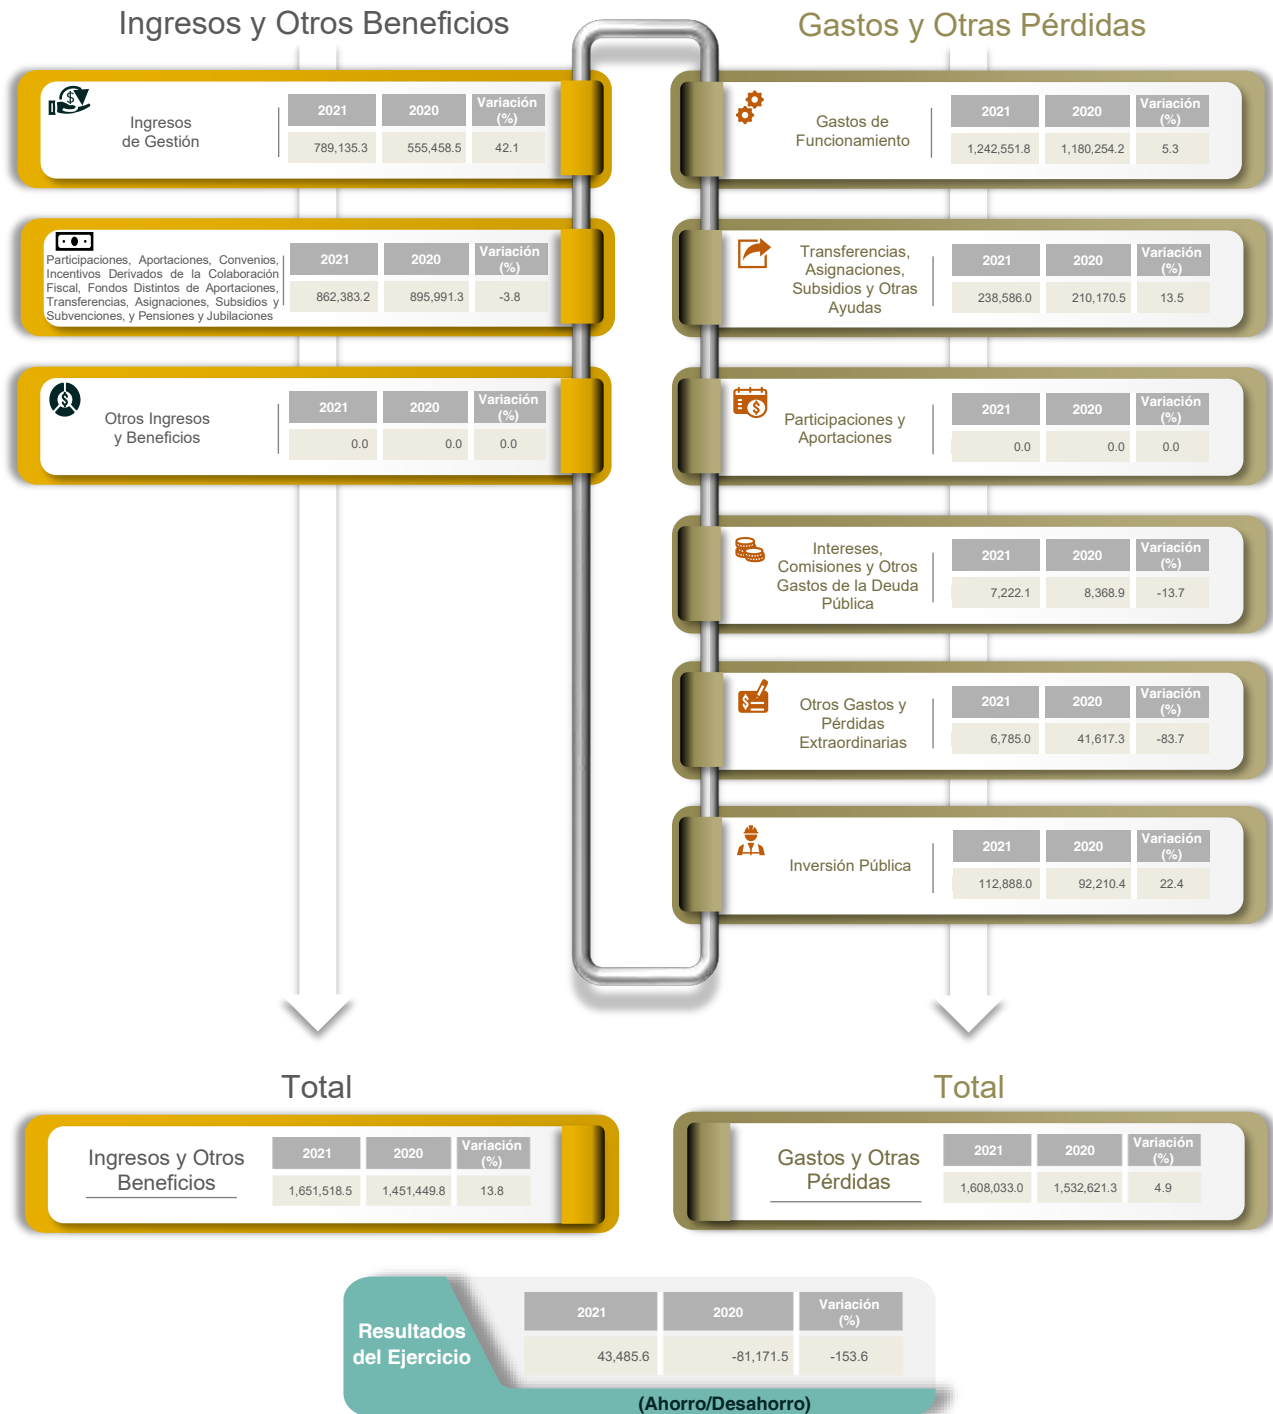 Ingresos y Otros Beneficios
Ingresos
de Gestión
2021 2020 Variación (%)
789,135.3 555,458.5 42.1
Participaciones, Aportaciones, Convenios,
Incentivos Derivados de la Colaboración
Fiscal, Fondos Distintos de Aportaciones,
Transferencias, Asignaciones, Subsidios y
Subvenciones, y Pensiones y Jubilaciones
2021 2020 Variación (%)
862,383.2 895,991.3 -3.8
Otros Ingresos
y Beneficios
2021 2020 Variación (%)
0.0 0.0 0.0
Gastos y Otras Pérdidas
Gastos de
Funcionamiento
2021 2020 Variación (%)
1,242,551.8 1,180,254.2 5.3
Transferencias,
Asignaciones,
Subsidios y Otras
Ayudas
2021 2020 Variación (%)
238,586.0 210,170.5 13.5
Participaciones y
Aportaciones
2021 2020 Variación (%)
0.0 0.0 0.0
Intereses,
Comisiones y Otros
Gastos de la Deuda
Pública
2021 2020 Variación (%)
7,222.1 8,368.9 -13.7
Otros Gastos y
Pérdidas
Extraordinarias
2021 2020 Variación (%)
6,785.0 41,617.3 -83.7
Inversión Pública
2021 2020 Variación (%)
112,888.0 92,210.4 22.4
Total
Ingresos y Otros
Beneficios
2021 2020 Variación (%)
1,651,518.5 1,451,449.8 13.8
Total
Gastos y Otras
Pérdidas
2021 2020 Variación (%)
1,608,033.0 1,532,621.3 4.9
Resultados
del Ejercicio
2021 2020 Variación (%)
43,485.6 -81,171.5 -153.6
(Ahorro/Desahorro)